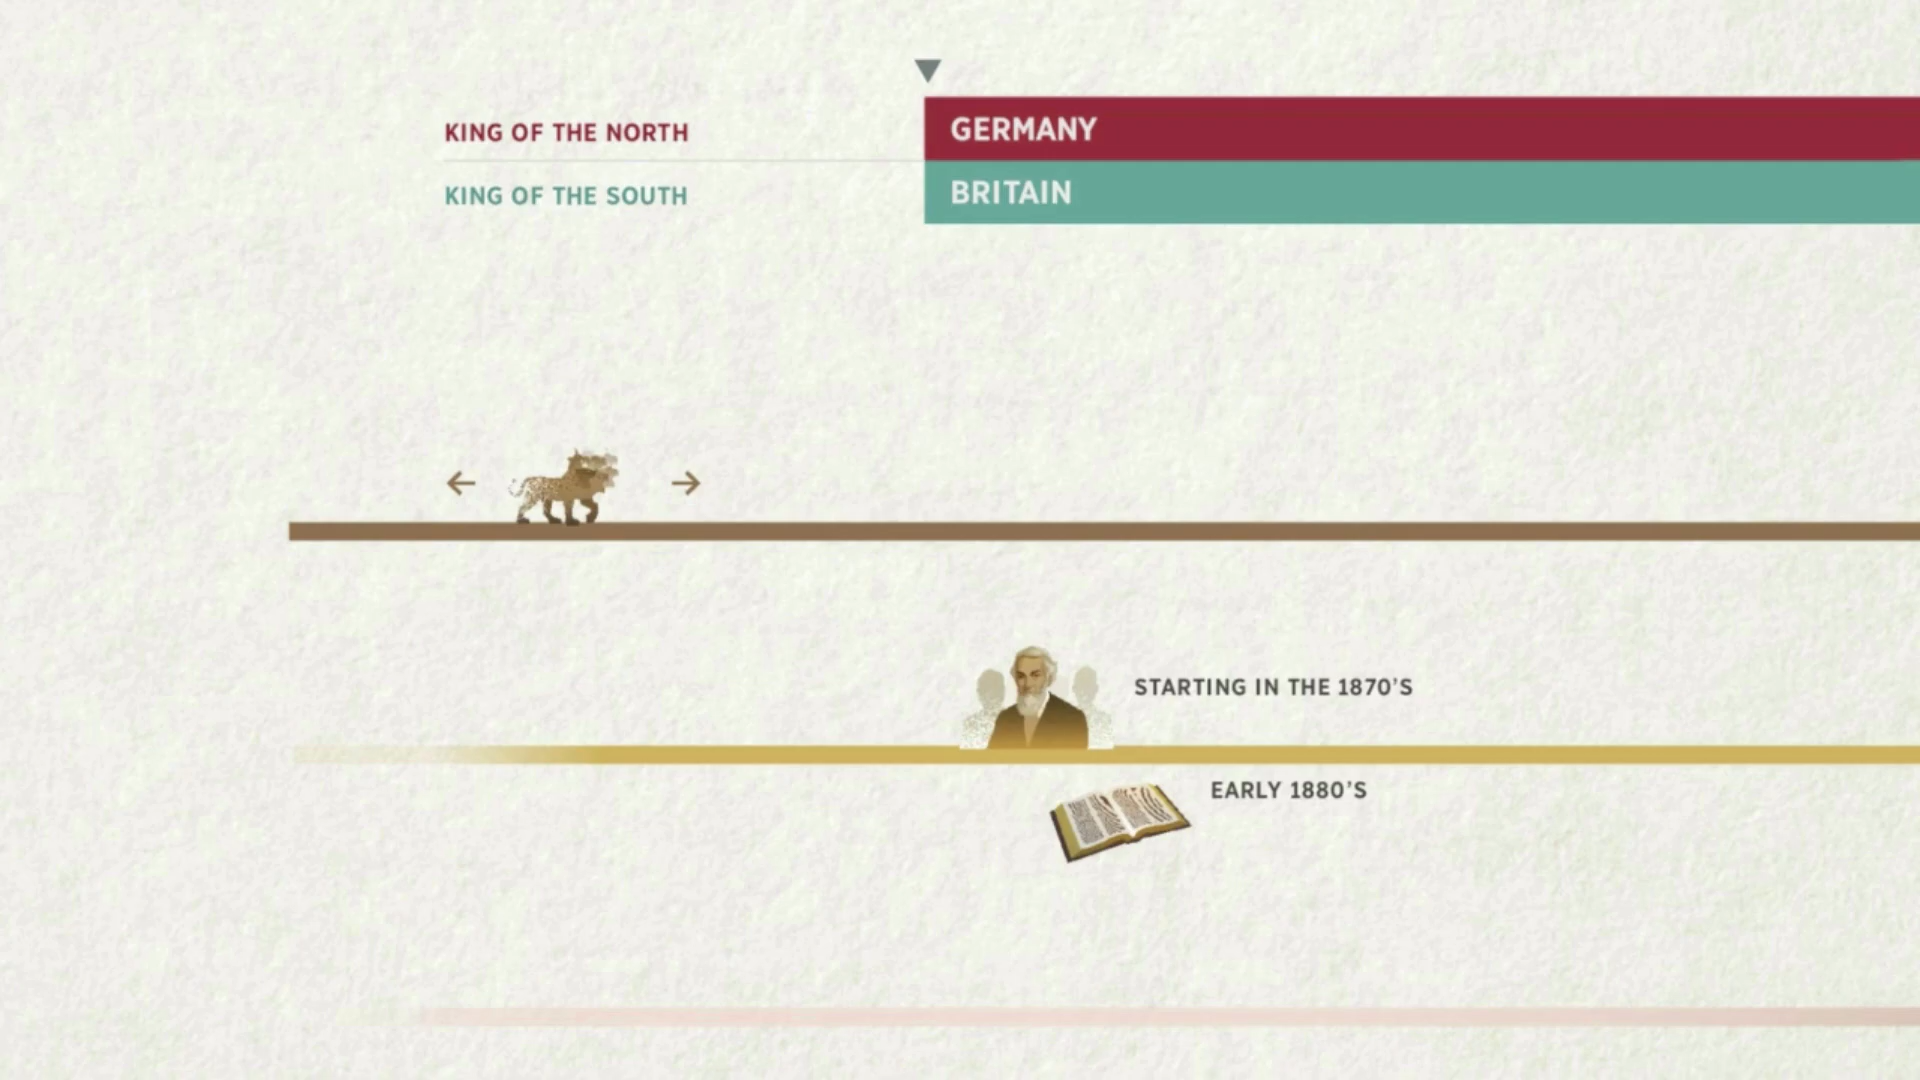 KING OF THE NORTH
GERMANY
KING OF THE SOUTH
BRITAIN
STARTING IN THE 1870’S
EARLY 1880’S